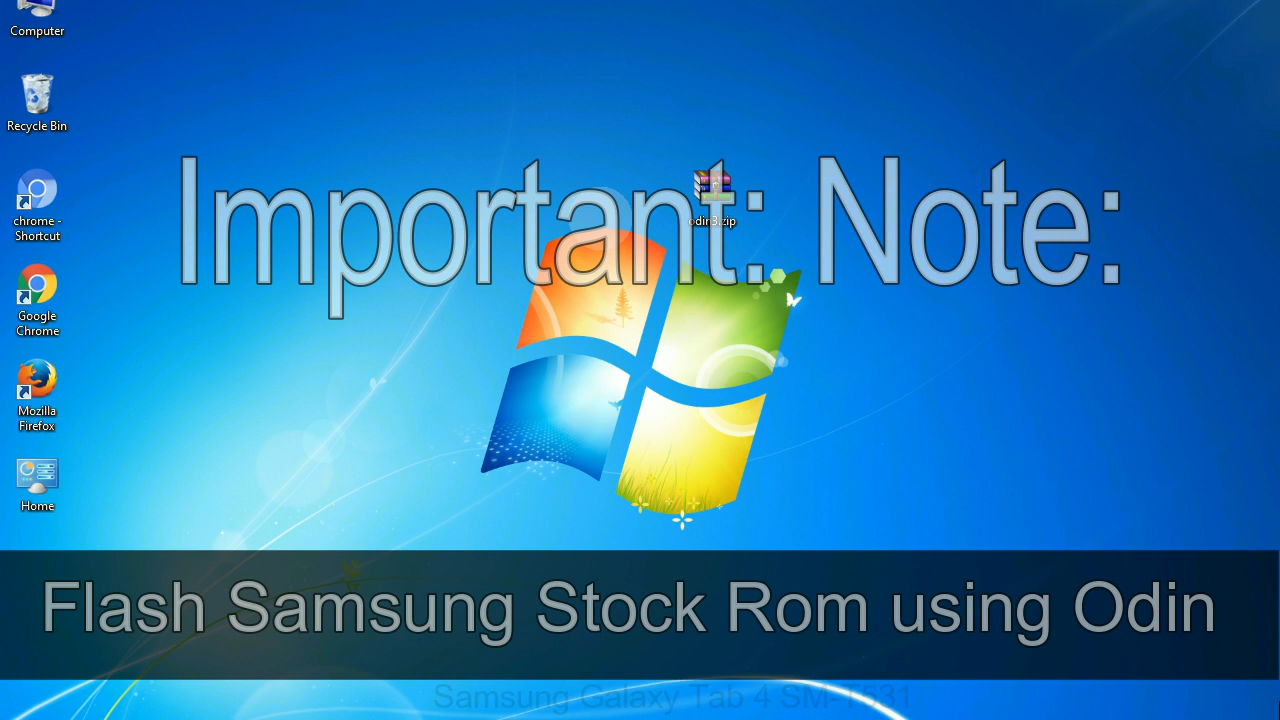 Computer
Recycle Bin
chrome -
Shortcut
Google
Chrome
Mozilla
Firefox
Home
odin3.zip
Important: Note:
Flash Samsung Stock Rom using Odin
Samsung Galaxy Tab 4 SM-T531